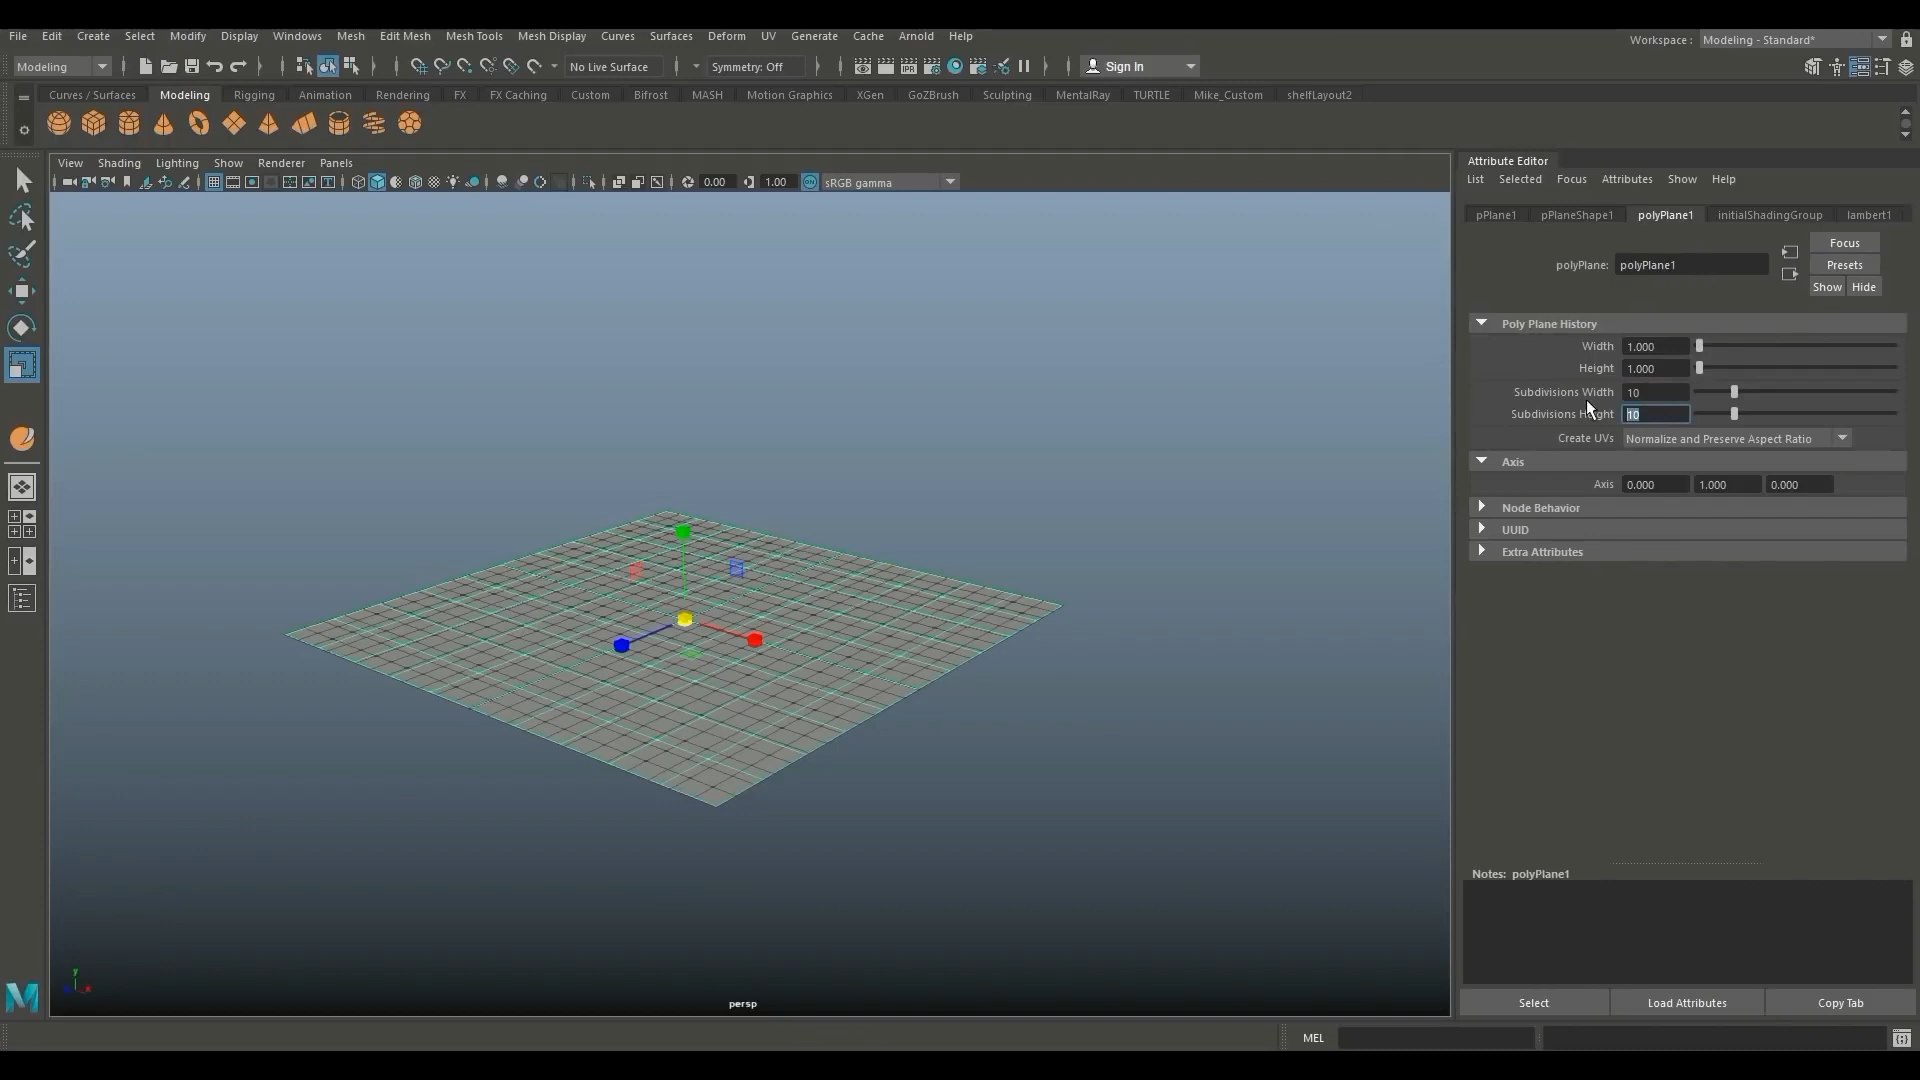 File Edit Create Select Modify Display Windows Mesh Edit Mesh Mesh Tools Mesh Display Curves Surfaces Deform UV Generate Cache Arnold Help
Workspace : Modeling - Standard*
Modeling No Live Surface Symmetry: Off IPR Sign In
Curves / Surfaces Modeling Rigging Animation Rendering FX FX Caching Custom Bifrost MASH Motion Graphics XGen GoZBrush Sculpting MentalRay TURTLE Mike_Custom shelfLayout2
View Shading Lighting Show Renderer Panels
0.00 1.00 ON sRGB gamma
y
x
persp
Attribute Editor
List Selected Focus Attributes Show Help
pPlane1 pPlaneShape1 polyPlane1 initialShadingGroup lambert1
Focus
polyPlane: polyPlane1 Presets
Show Hide
Poly Plane History
Width 1.000
Height 1.000
Subdivisions Width 10
Subdivisions Height 10
Create UVs Normalize and Preserve Aspect Ratio
Axis
Axis 0.000 1.000 0.000
Node Behavior
UUID
Extra Attributes
Notes: polyPlane1
Select Load Attributes Copy Tab
M
MEL